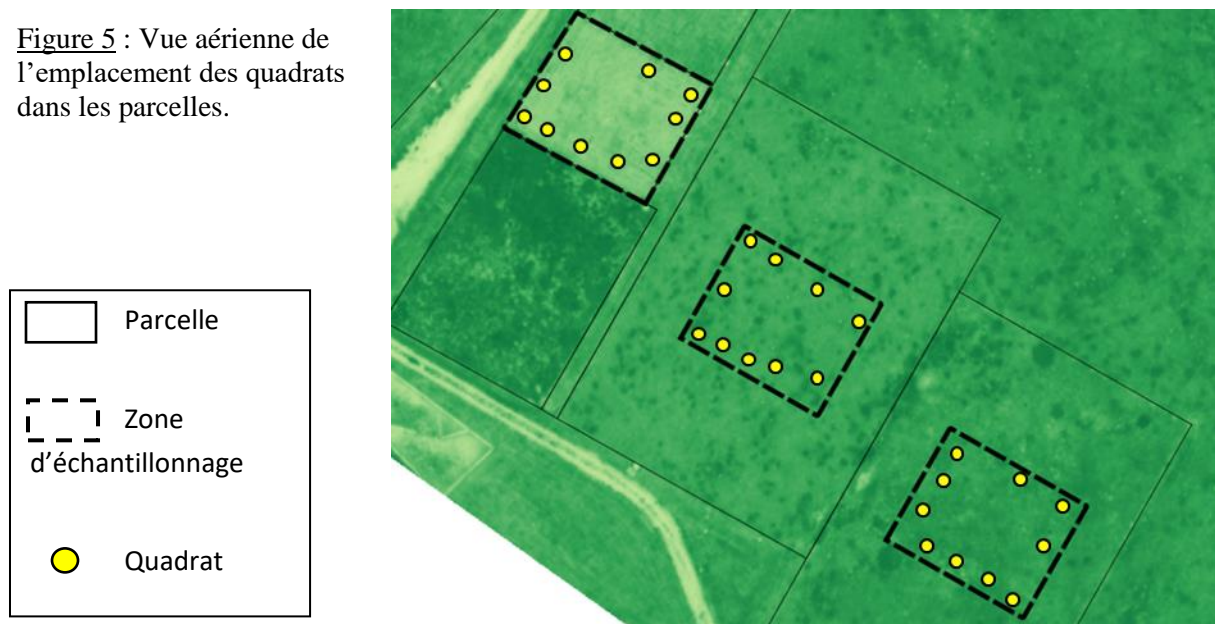 Figure 5 : Vue aérienne de
l’emplacement des quadrats
dans les parcelles.
Parcelle
Zone
d’échantillonnage
Quadrat